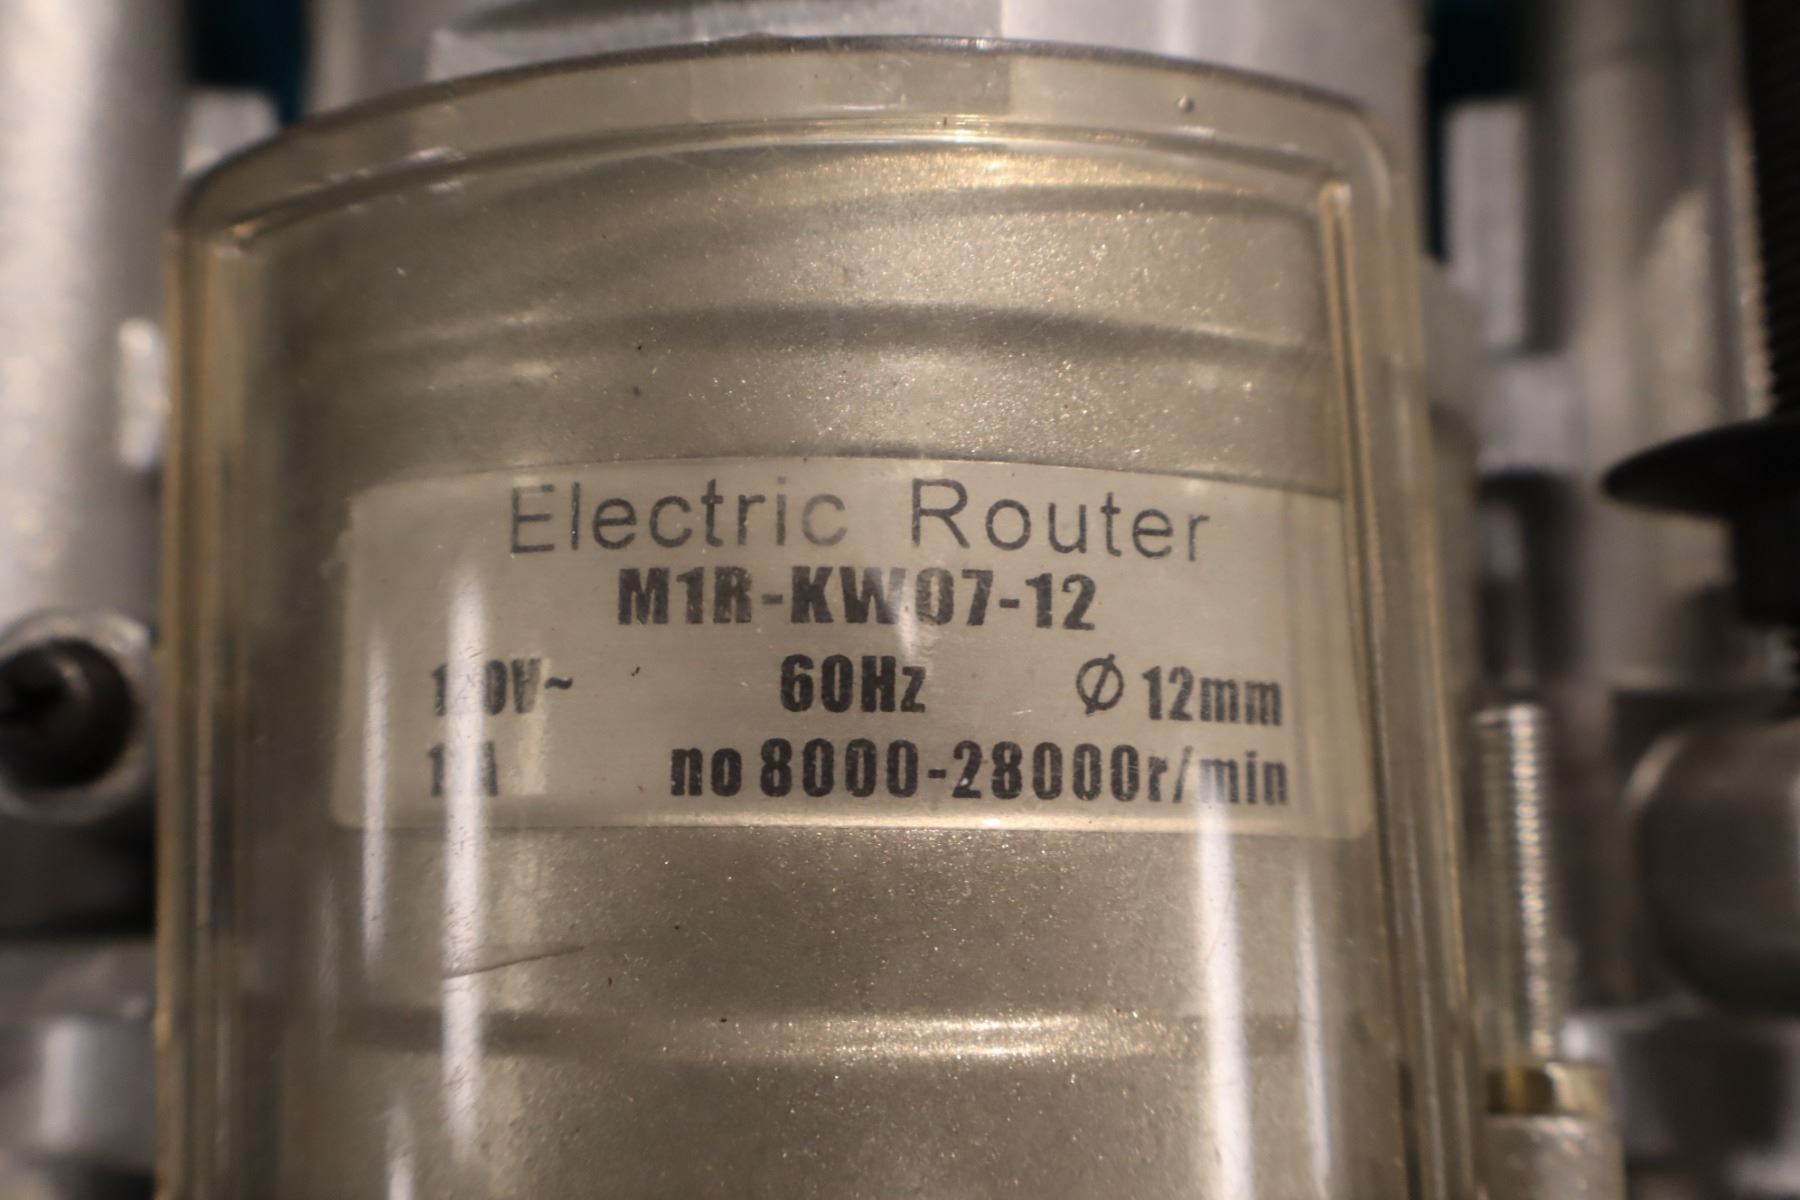 Electric Router
M1R-KW07-12
60Hz Ø 12mm
no 8000-28000r/min